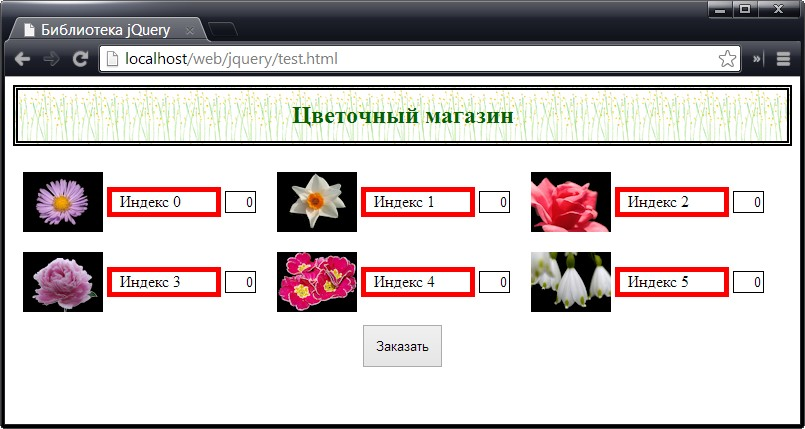 Библиотека jQuery
localhost/web/jquery/test.html
Цветочный магазин
Индекс 0 0 Индекс 1 0 Индекс 2 0
Индекс 3 0 Индекс 4 0 Индекс 5 0
Заказать